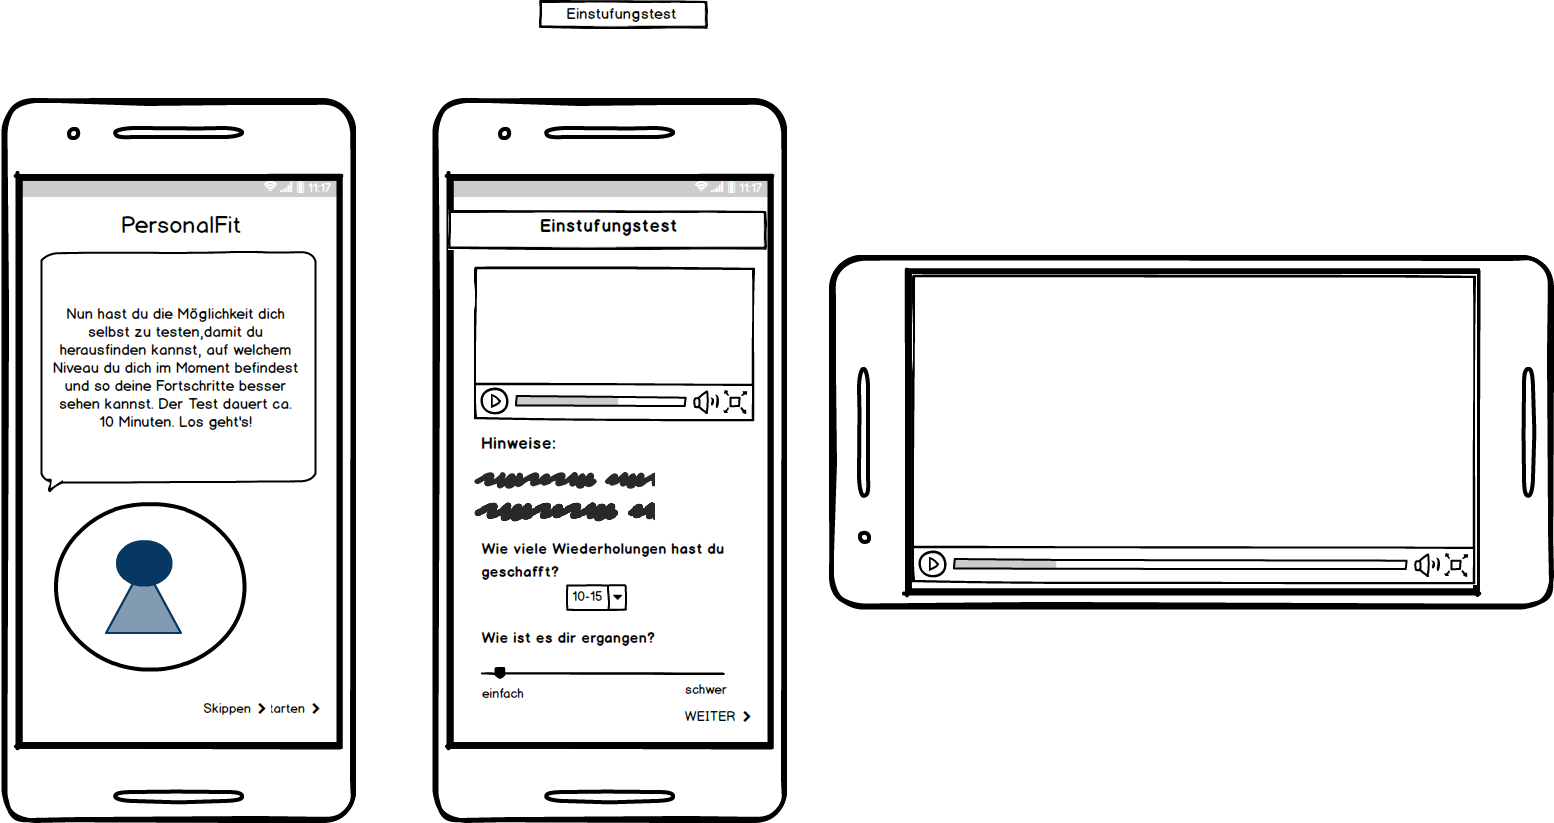 Einstufungstest
11:17
PersonalFit
Nun hast du die Möglichkeit dich
selbst zu testen,damit du
herausfinden kannst, auf welchem
Niveau du dich im Moment befindest
und so deine Fortschritte besser
sehen kannst. Der Test dauert ca.
10 Minuten. Los geht's!
Skippen
11:17
Einstufungstest
Hinweise:
Wie viele Wiederholungen hast du
geschafft?
10-15
Wie ist es dir ergangen?
einfach
schwer
WEITER